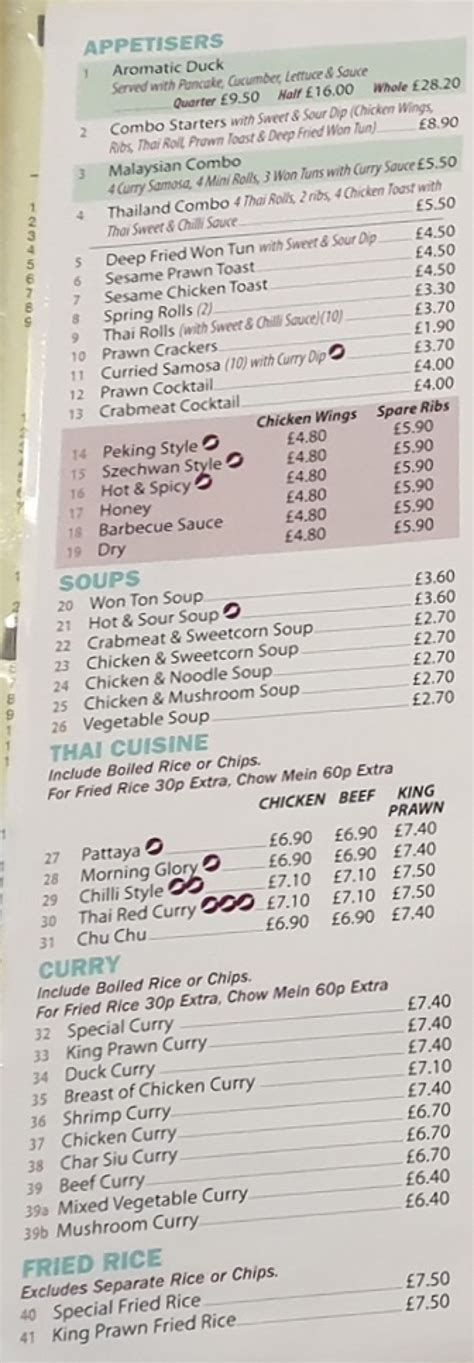 APPETISERS
1 Aromatic Duck
Served with Pancake, Cucumber, Lettuce & Sauce
Quarter £9.50 Half £16.00 Whole £28.20
2 Combo Starters with Sweet & Sour Dip (Chicken Wings,
Ribs, Thai Roll, Prawn Toast & Deep Fried Won Tun) £8.90
3 Malaysian Combo
4 Curry Samosa, 4 Mini Rolls, 3 Won Tuns with Curry Sauce £5.50
4 Thailand Combo 4 Thai Rolls, 2 ribs, 4 Chicken Toast with
Thai Sweet & Chilli Sauce £5.50
5 Deep Fried Won Tun with Sweet & Sour Dip £4.50
6 Sesame Prawn Toast £4.50
7 Sesame Chicken Toast £4.50
8 Spring Rolls (2) £3.30
9 Thai Rolls (with Sweet & Chilli Sauce)(10) £3.70
10 Prawn Crackers £1.90
11 Curried Samosa (10) with Curry Dip £3.70
12 Prawn Cocktail £4.00
13 Crabmeat Cocktail £4.00
Chicken Wings Spare Ribs
14 Peking Style £4.80 £5.90
15 Szechwan Style £4.80 £5.90
16 Hot & Spicy £4.80 £5.90
17 Honey £4.80 £5.90
18 Barbecue Sauce £4.80 £5.90
19 Dry £4.80 £5.90
SOUPS
20 Won Ton Soup £3.60
21 Hot & Sour Soup £3.60
22 Crabmeat & Sweetcorn Soup £2.70
23 Chicken & Sweetcorn Soup £2.70
24 Chicken & Noodle Soup £2.70
25 Chicken & Mushroom Soup £2.70
26 Vegetable Soup £2.70
THAI CUISINE
Include Boiled Rice or Chips.
For Fried Rice 30p Extra, Chow Mein 60p Extra
CHICKEN BEEF KING
PRAWN
27 Pattaya £6.90 £6.90 £7.40
28 Morning Glory £6.90 £6.90 £7.40
29 Chilli Style £7.10 £7.10 £7.50
30 Thai Red Curry £7.10 £7.10 £7.50
31 Chu Chu £6.90 £6.90 £7.40
CURRY
Include Boiled Rice or Chips.
For Fried Rice 30p Extra, Chow Mein 60p Extra
32 Special Curry £7.40
33 King Prawn Curry £7.40
34 Duck Curry £7.40
35 Breast of Chicken Curry £7.10
36 Shrimp Curry £7.40
37 Chicken Curry £6.70
38 Char Siu Curry £6.70
39 Beef Curry £6.70
39a Mixed Vegetable Curry £6.40
39b Mushroom Curry £6.40
FRIED RICE
Excludes Separate Rice or Chips.
40 Special Fried Rice £7.50
41 King Prawn Fried Rice £7.50